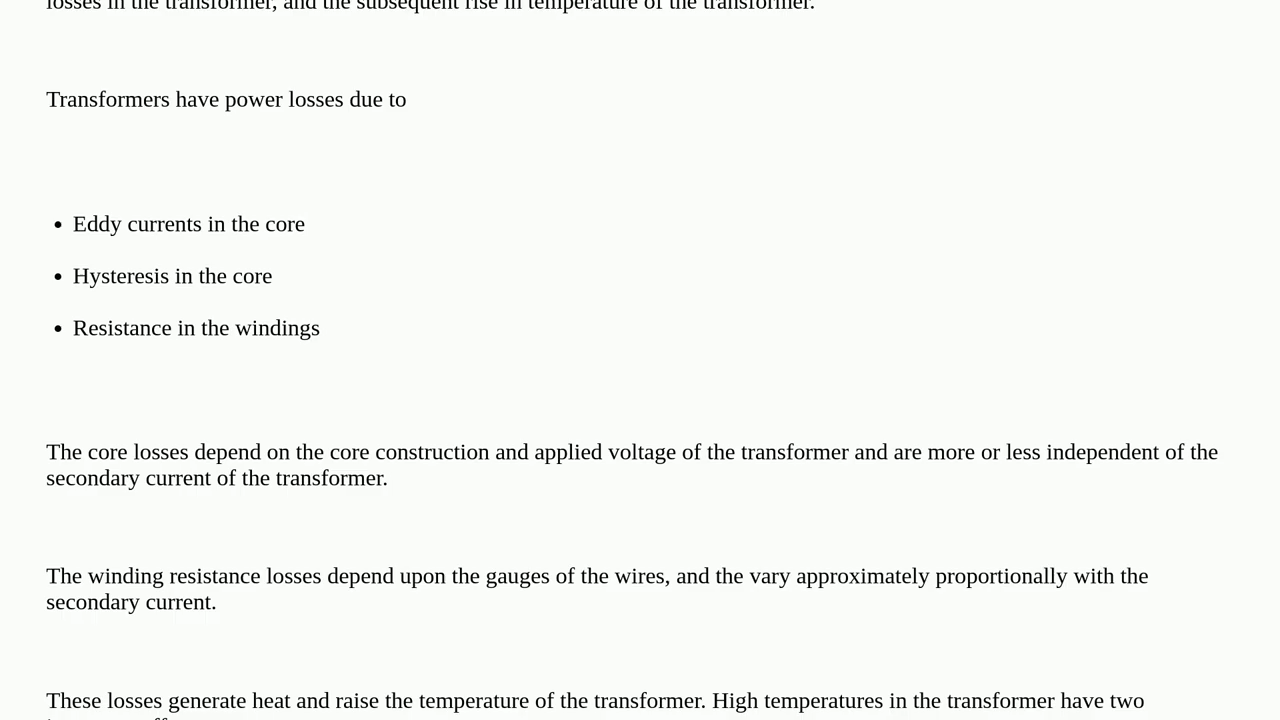 losses in the transformer, and the subsequent rise in temperature of the transformer.
Transformers have power losses due to
• Eddy currents in the core
• Hysteresis in the core
• Resistance in the windings
The core losses depend on the core construction and applied voltage of the transformer and are more or less independent of the
secondary current of the transformer.
The winding resistance losses depend upon the gauges of the wires, and the vary approximately proportionally with the
secondary current.
These losses generate heat and raise the temperature of the transformer. High temperatures in the transformer have two